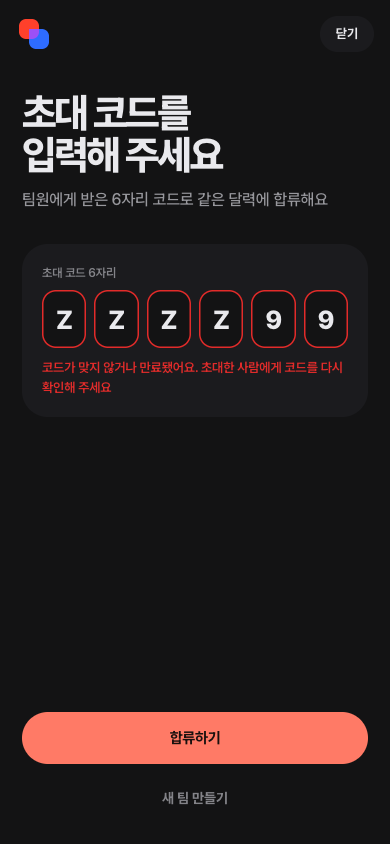 닫기
초대 코드를
입력해 주세요
팀원에게 받은 6자리 코드로 같은 달력에 합류해요
초대 코드 6자리
Z Z Z Z 9 9
코드가 맞지 않거나 만료됐어요. 초대한 사람에게 코드를 다시
확인해 주세요
합류하기
새 팀 만들기